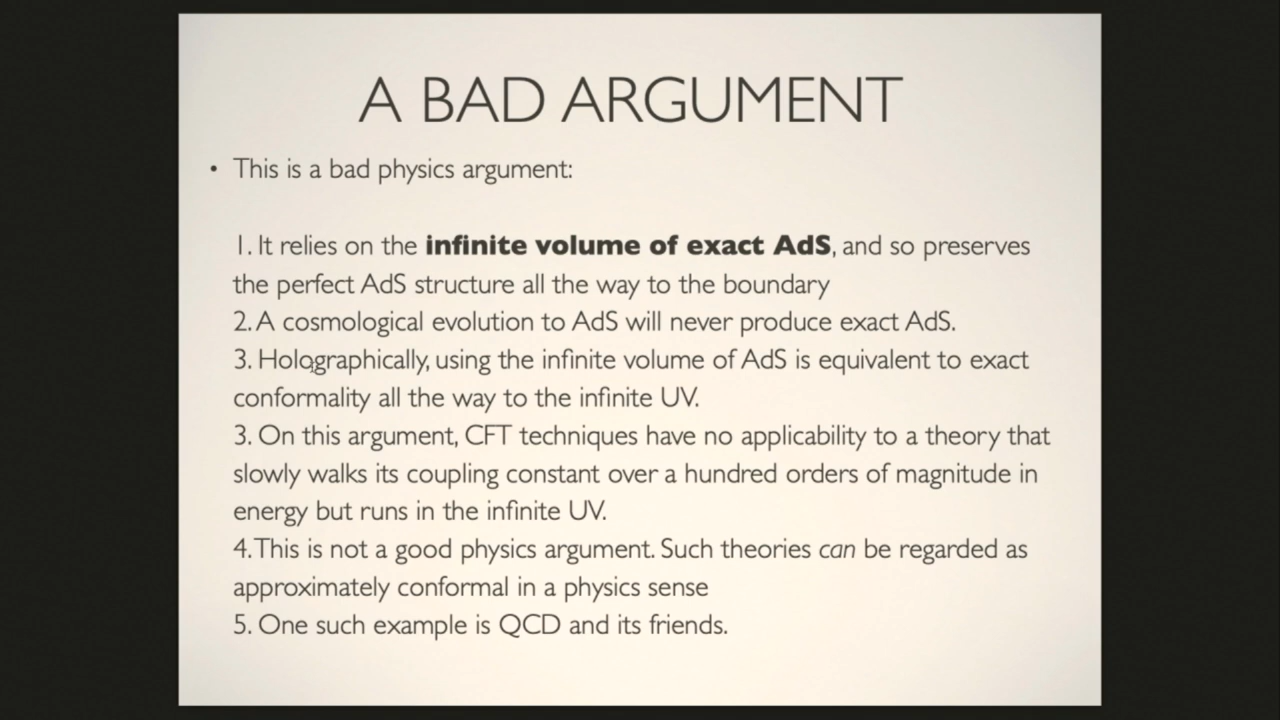 A BAD ARGUMENT
• This is a bad physics argument:
1. It relies on the infinite volume of exact AdS, and so preserves
the perfect AdS structure all the way to the boundary
2. A cosmological evolution to AdS will never produce exact AdS.
3. Holographically, using the infinite volume of AdS is equivalent to exact
conformality all the way to the infinite UV.
3. On this argument, CFT techniques have no applicability to a theory that
slowly walks its coupling constant over a hundred orders of magnitude in
energy but runs in the infinite UV.
4. This is not a good physics argument. Such theories can be regarded as
approximately conformal in a physics sense
5. One such example is QCD and its friends.